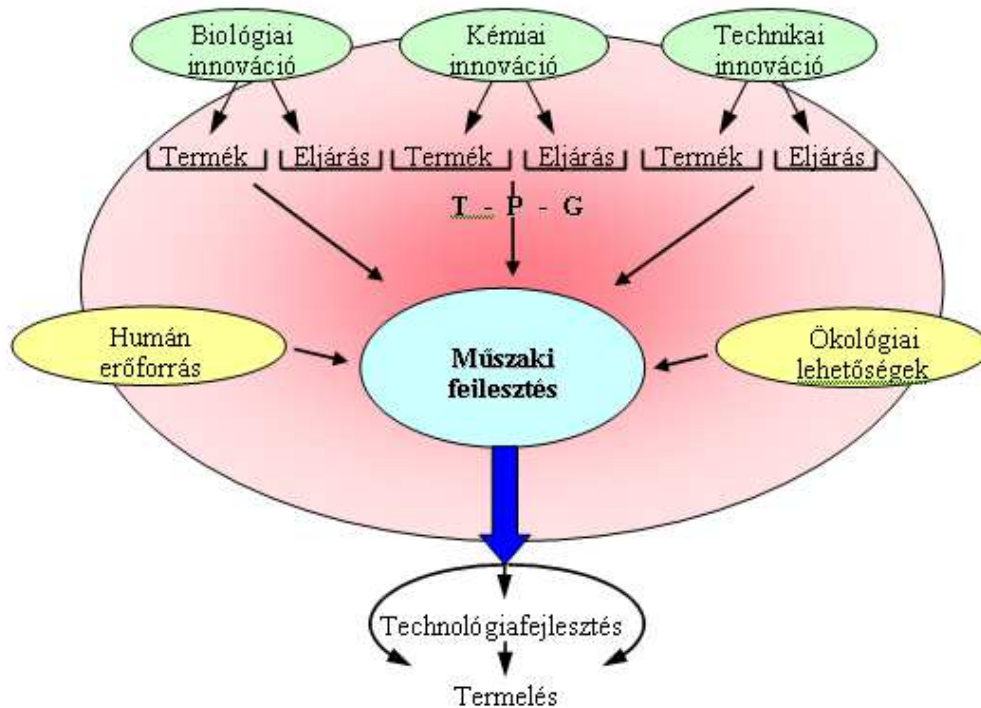 Biológiai
innováció
Kémiai
innováció
Technikai
innováció
Termék
Eljárás
Termék
Eljárás
Termék
Eljárás
T - P - G
Humán
erőforrás
Műszaki
fejlesztés
Ökológiai
lehetőségek
Technológiafejlesztés
Termelés